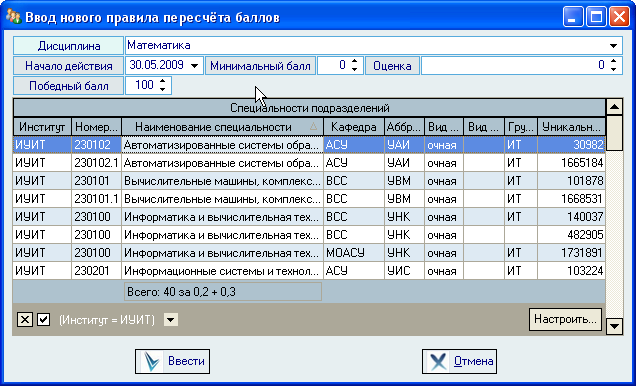 Ввод нового правила пересчёта баллов
Дисциплина Математика
Начало действия 30.05.2009 Минимальный балл 0 Оценка 0
Победный балл 100
Специальности подразделений
Институт Номер... Наименование специальности Кафедра Аббр... Вид ... Вид ... Гру... Уникальн...
ИУИТ 230102 Автоматизированные системы обра... АСУ УАИ очная ИТ 30982
ИУИТ 230102.1 Автоматизированные системы обра... АСУ УАИ очная ИТ 1665184
ИУИТ 230101 Вычислительные машины, комплекс... ВСС УВМ очная ИТ 101878
ИУИТ 230101.1 Вычислительные машины, комплекс... ВСС УВМ очная ИТ 1668531
ИУИТ 230100 Информатика и вычислительная тех... ВСС УНК очная ИТ 140037
ИУИТ 230100 Информатика и вычислительная тех... ВСС УНК очная 482905
ИУИТ 230100 Информатика и вычислительная тех... МОАСУ УНК очная ИТ 1731891
ИУИТ 230201 Информационные системы и технол... АСУ УИС очная ИТ 103224
Всего: 40 за 0,2 + 0,3
(Институт = ИУИТ) Настроить...
Ввести Отмена